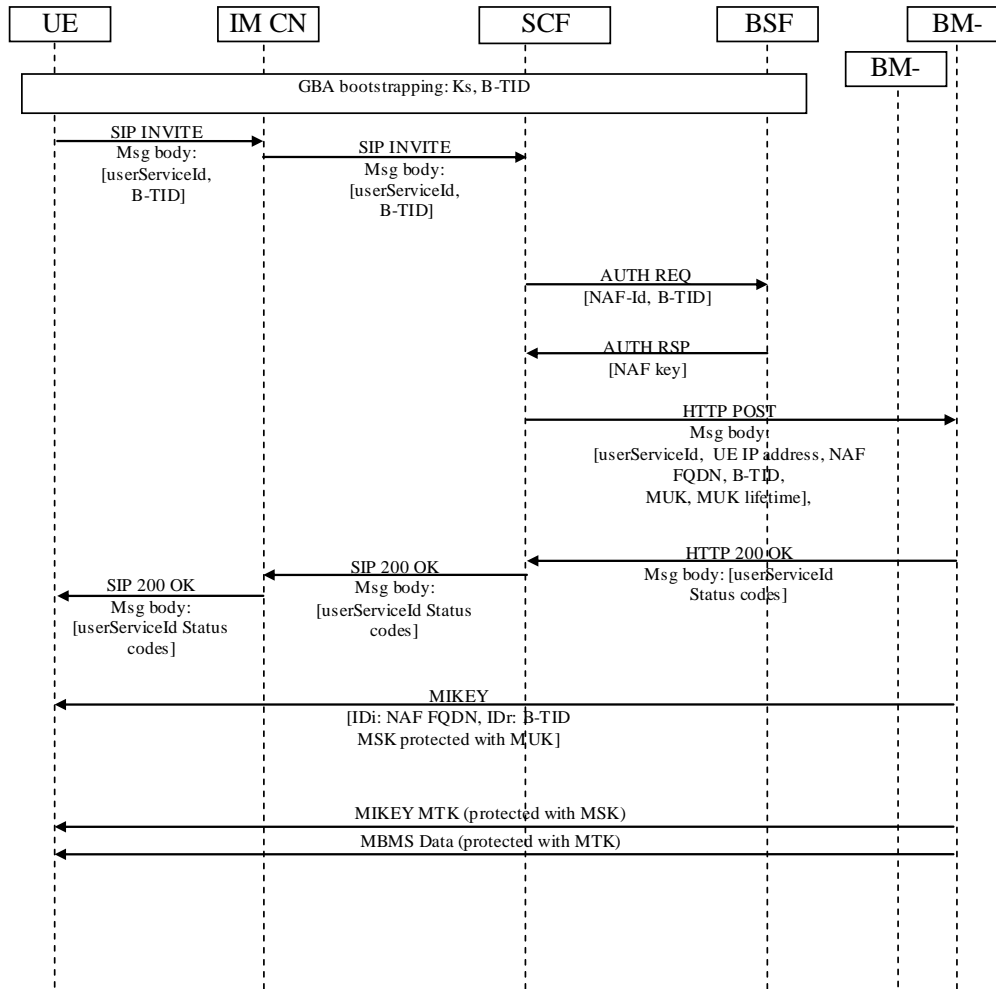 UE
IM CN
SCF
BSF
BM-
BM-
GBA bootstrapping: Ks, B-TID
SIP INVITE
Msg body:
[userServiceId,
B-TID]
SIP INVITE
Msg body:
[userServiceId,
B-TID]
AUTH REQ
[NAF-Id, B-TID]
AUTH RSP
[NAF key]
HTTP POST
Msg body:
[userServiceId, UE IP address, NAF
FQDN, B-TID,
MUK, MUK lifetime],
HTTP 200 OK
Msg body: [userServiceId
Status codes]
SIP 200 OK
Msg body:
[userServiceId Status
codes]
SIP 200 OK
Msg body:
[userServiceId Status
codes]
MIKEY
[IDi: NAF FQDN, IDr: B-TID
MSK protected with MUK]
MIKEY MTK (protected with MSK)
MBMS Data (protected with MTK)